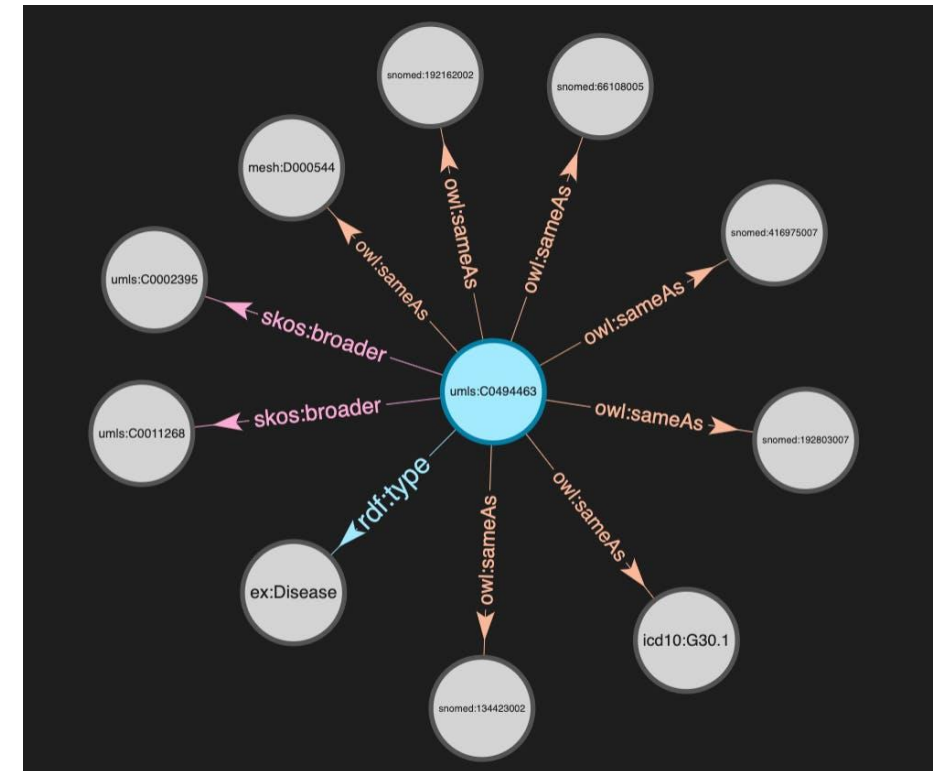 snomed:192162002
snomed:66108005
mesh:D000544
owl:sameAs
owl:sameAs
owl:sameAs
snomed:416975007
umls:C0002395
owl:sameAs
skos:broader
umls:C0494463
skos:broader
owl:sameAs
umls:C0011268
snomed:192803007
rdf:type
owl:sameAs
owl:sameAs
ex:Disease
icd10:G30.1
snomed:134423002